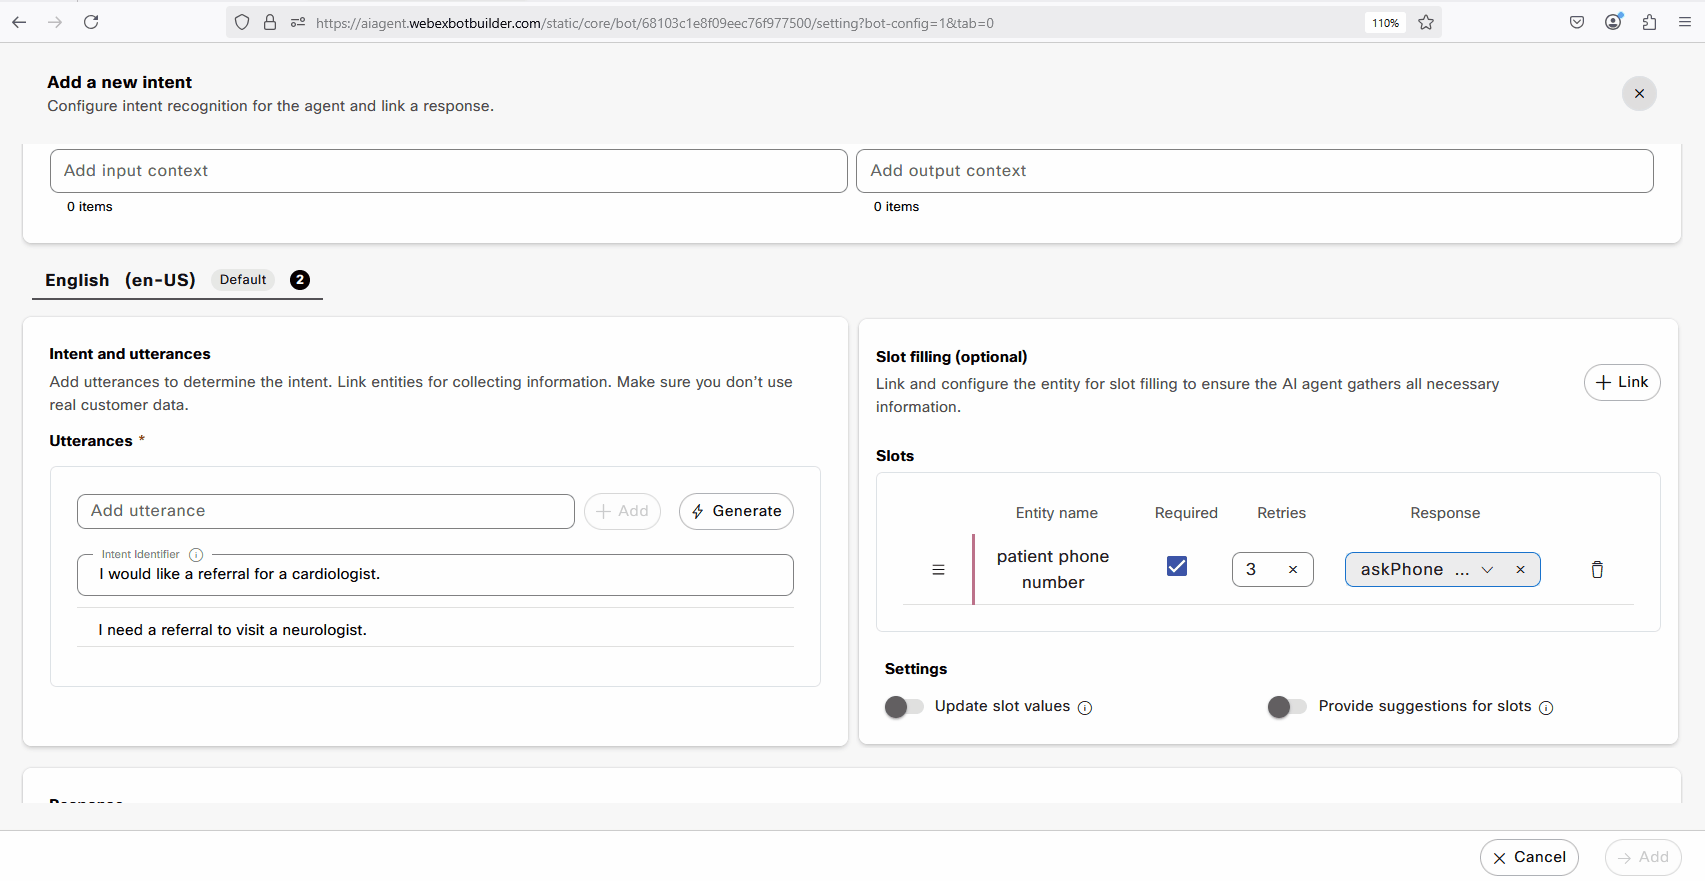 https://aiagent.webexbotbuilder.com/static/core/bot/68103c1e8f09eec76f977500/setting?bot-config=1&tab=0
110%
Add a new intent
Configure intent recognition for the agent and link a response.
Add input context
Add output context
0 items
0 items
English (en-US) Default 2
Intent and utterances
Add utterances to determine the intent. Link entities for collecting information. Make sure you don’t use
real customer data.
Utterances *
Add utterance
Add
Generate
Intent Identifier
I would like a referral for a cardiologist.
I need a referral to visit a neurologist.
Slot filling (optional)
Link and configure the entity for slot filling to ensure the AI agent gathers all necessary
information.
Link
Slots
Entity name Required Retries Response
patient phone
number
3
askPhone ...
Settings
Update slot values
Provide suggestions for slots
Response
Cancel
Add